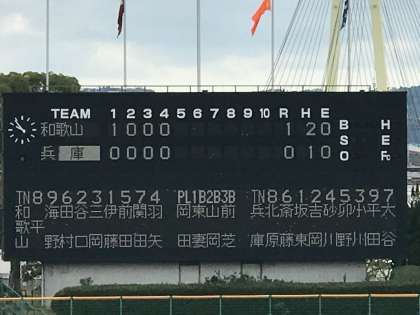 TEAM 1 2 3 4 5 6 7 8 9 10 R H E
和歌山 1 0 0 0 1 2 0
兵庫 0 0 0 0 0 1 0
B
S
O
H
E
Fc
TN 8 9 6 2 3 1 5 7 4 PL 1B 2B 3B TN 8 6 1 2 4 5 3 9 7
和 海田谷三伊前關羽 岡東山前 兵北斎坂吉砂卯小平太
歌 平
山 野村口岡藤田田矢 田妻岡芝 庫原藤東岡川野川谷田